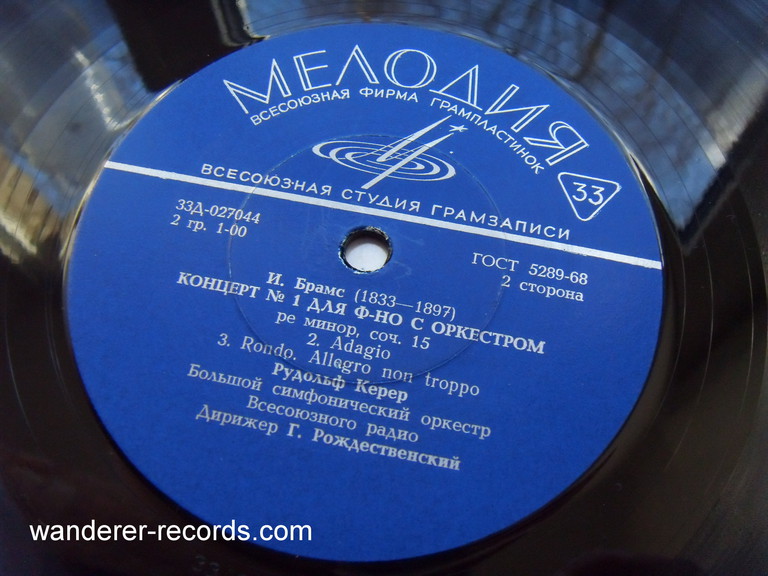 МЕЛОДИЯ
ВСЕСОЮЗНАЯ ФИРМА ГРАМПЛАСТИНОК
33
ВСЕСОЮЗНАЯ СТУДИЯ ГРАМЗАПИСИ
33Д-027044
2 гр. 1-00
ГОСТ 5289-68
2 сторона
И. Брамс (1833—1897)
КОНЦЕРТ № 1 ДЛЯ Ф-НО С ОРКЕСТРОМ
ре минор, соч. 15
2. Adagio
3. Rondo. Allegro non troppo
Рудольф Керер
Большой симфонический оркестр
Всесоюзного радио
Дирижер Г. Рождественский
wanderer-records.com
33